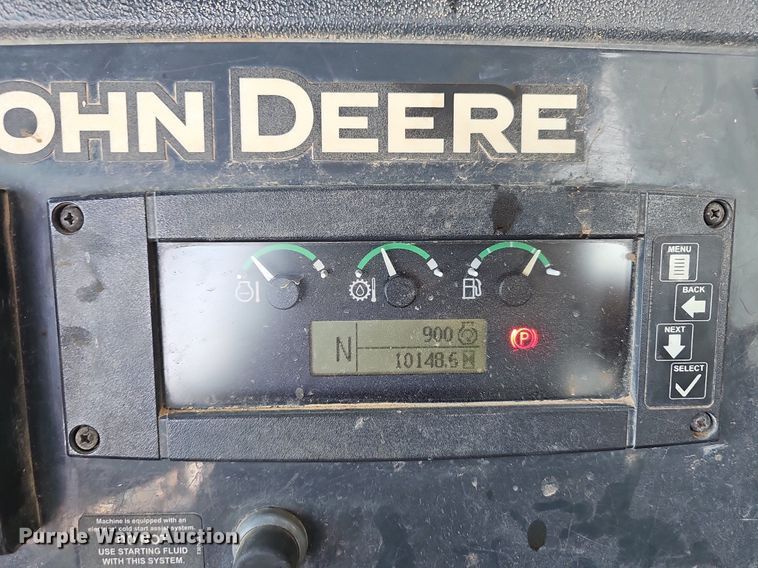 OHN DEERE
MENU
BACK
NEXT
SELECT
N
900
10148.6 H
P
Machine is equipped with an
cold start assist system.
USE STARTING FLUID
WITH THIS SYSTEM.
Purple Wave Auction